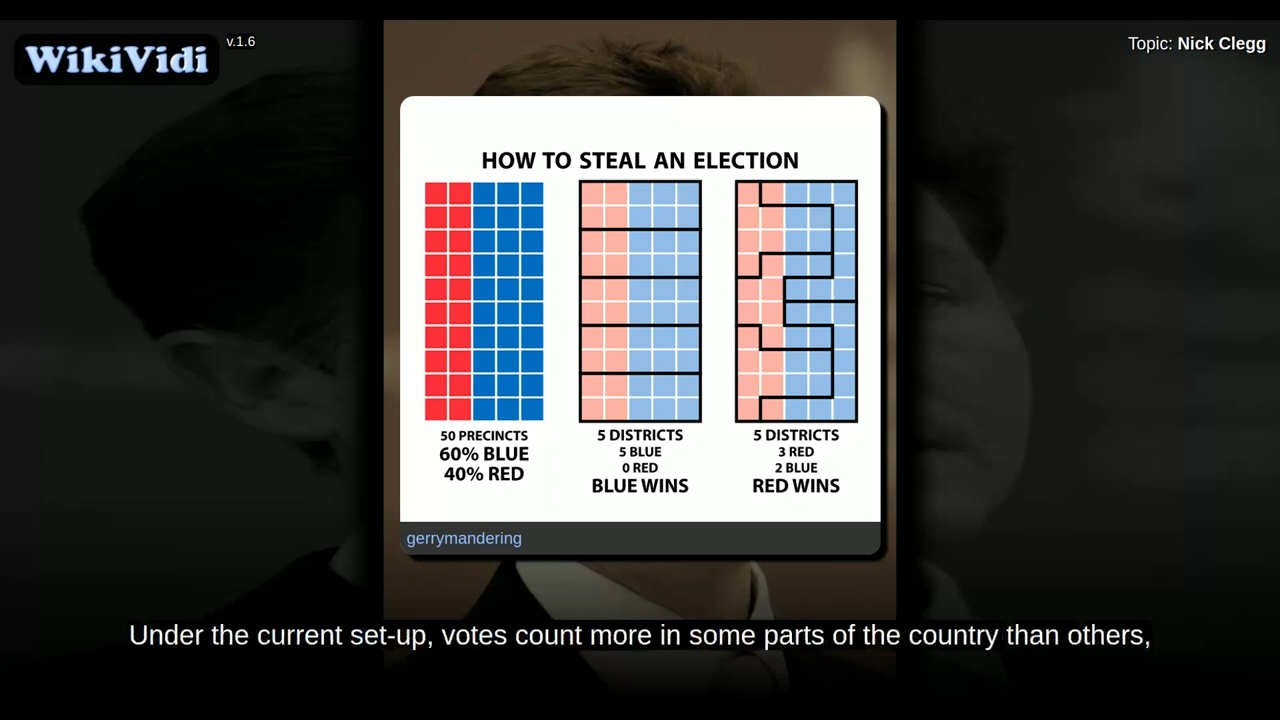 WikiVidi
v.1.6
Topic: Nick Clegg
HOW TO STEAL AN ELECTION
50 PRECINCTS
60% BLUE
40% RED
5 DISTRICTS
5 BLUE
0 RED
BLUE WINS
5 DISTRICTS
3 RED
2 BLUE
RED WINS
gerrymandering
Under the current set-up, votes count more in some parts of the country than others,